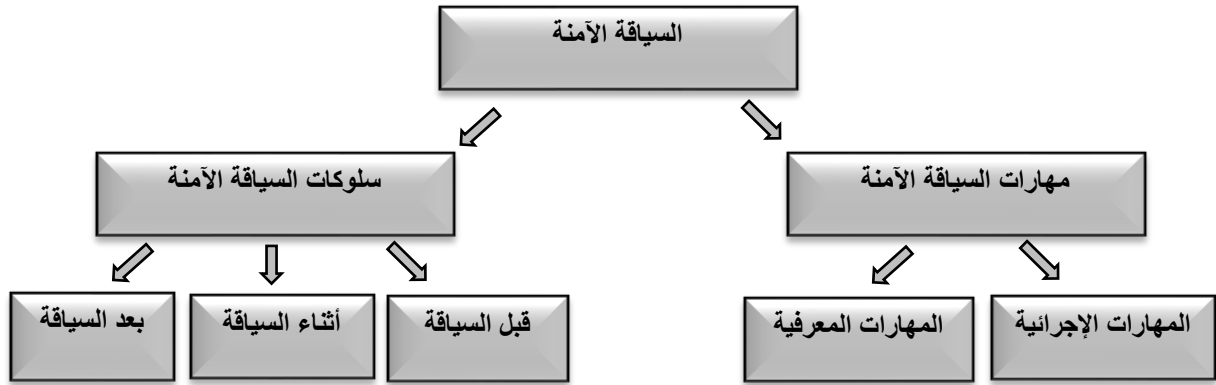 السياقة الآمنة
مهارات السياقة الآمنة
سلوكات السياقة الآمنة
المهارات الإجرائية
المهارات المعرفية
قبل السياقة
أثناء السياقة
بعد السياقة